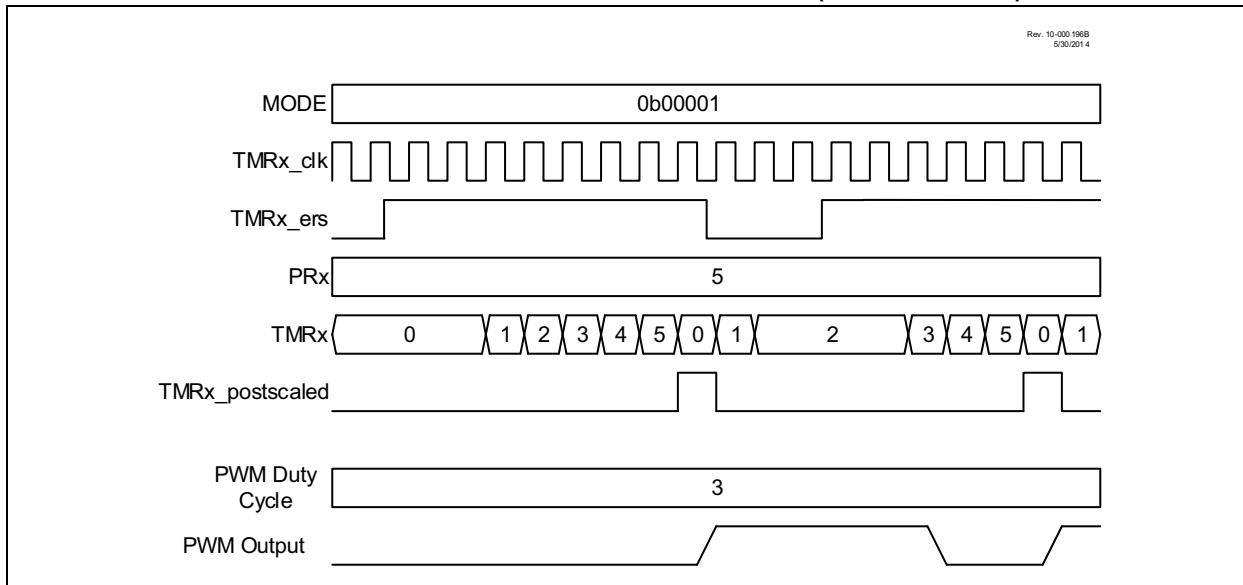 Rev. 10-000 196B
5/30/201 4
MODE
0b00001
TMRx_clk
TMRx_ers
PRx
5
TMRx
0 1 2 3 4 5 0 1 2 3 4 5 0 1
TMRx_postscaled
PWM Duty
Cycle
3
PWM Output